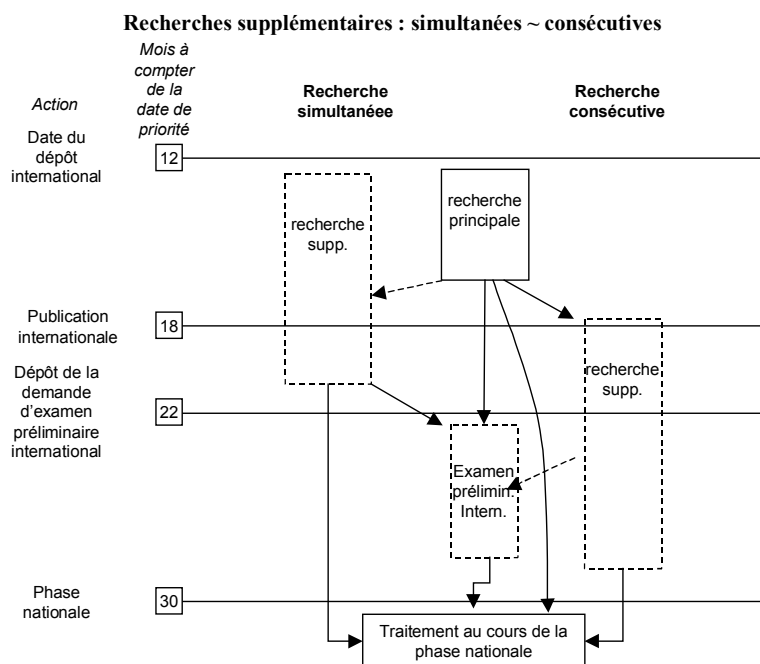 Recherches supplémentaires : simultanées ~ consécutives
Mois à
compter
de la
date de
priorité
Action
Recherche
simultanéee
Recherche
consécutive
Date du
dépôt
international
12
recherche
supp.
recherche
principale
Publication
internationale
18
recherche
supp.
Dépôt de la
demande
d'examen
préliminaire
international
22
Examen
prélimin.
Intern.
Phase
nationale
30
Traitement au cours de la
phase nationale